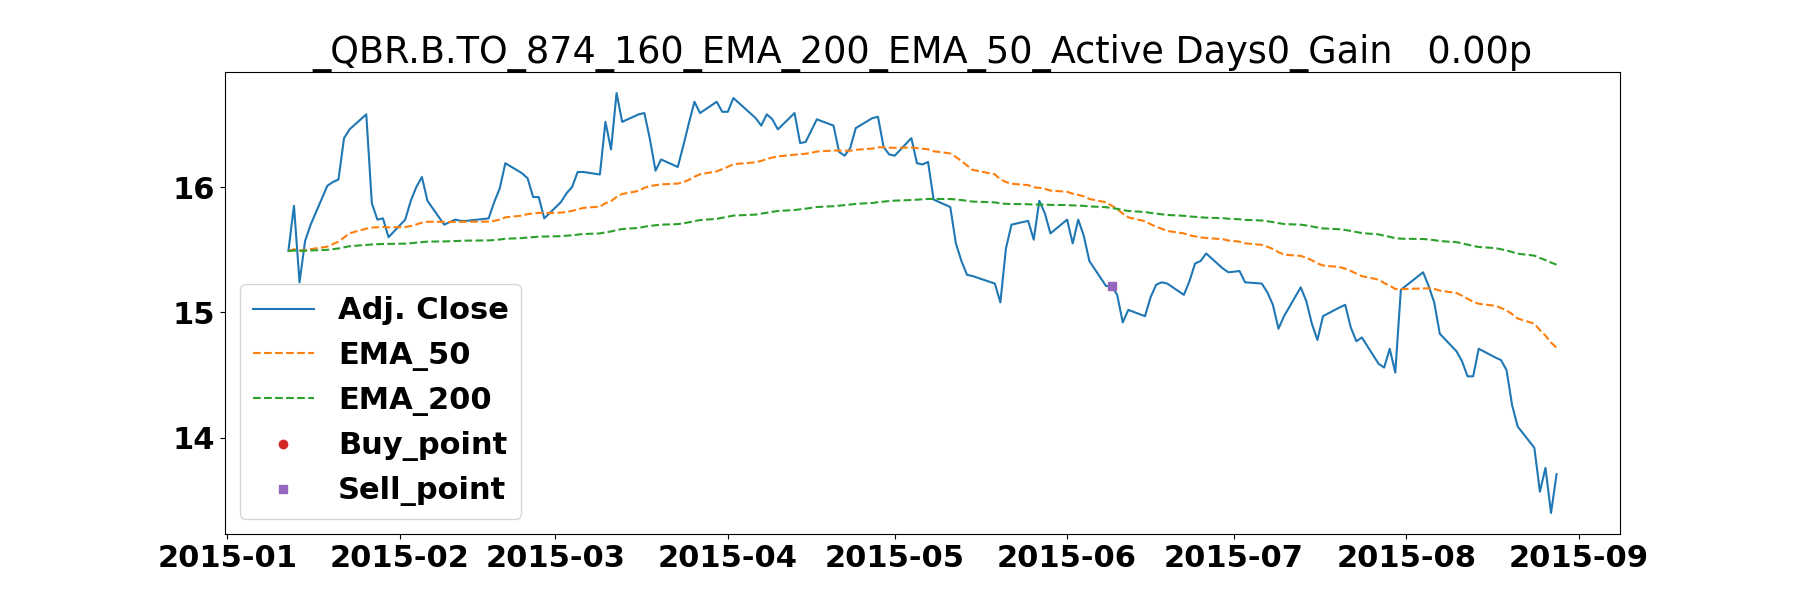 _QBR.B.TO_874_160_EMA_200_EMA_50_Active Days0_Gain   0.00p
16
15
14
Adj. Close
EMA_50
EMA_200
Buy_point
Sell_point
2015-01 2015-02 2015-03 2015-04 2015-05 2015-06 2015-07 2015-08 2015-09